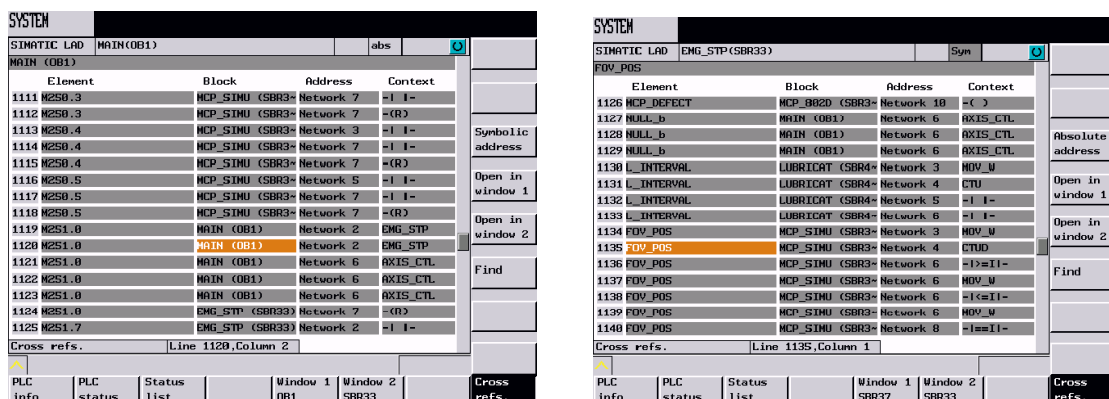 SYSTEM
SIMATIC LAD MAIN(OB1) abs
MAIN (OB1)
Element Block Address Context
1111 M250.3 MCP_SIMU (SBR3~ Network 7 -| |-
1112 M250.3 MCP_SIMU (SBR3~ Network 7 -(R)
1113 M250.4 MCP_SIMU (SBR3~ Network 3 -| |-
1114 M250.4 MCP_SIMU (SBR3~ Network 7 -| |-
1115 M250.4 MCP_SIMU (SBR3~ Network 7 -(R)
1116 M250.5 MCP_SIMU (SBR3~ Network 5 -| |-
1117 M250.5 MCP_SIMU (SBR3~ Network 7 -| |-
1118 M250.5 MCP_SIMU (SBR3~ Network 7 -(R)
1119 M251.0 MAIN (OB1) Network 2 EMG_STP
1120 M251.0 MAIN (OB1) Network 2 EMG_STP
1121 M251.0 MAIN (OB1) Network 6 AXIS_CTL
1122 M251.0 MAIN (OB1) Network 6 AXIS_CTL
1123 M251.0 MAIN (OB1) Network 6 AXIS_CTL
1124 M251.0 EMG_STP (SBR33) Network 7 -(R)
1125 M251.7 EMG_STP (SBR33) Network 2 -| |-
Cross refs. Line 1120,Column 2
Symbolic
address
Open in
window 1
Open in
window 2
Find
PLC PLC Status Window 1 Window 2 Cross
info status list OB1 SBR33 refs.
SYSTEM
SIMATIC LAD EMG_STP(SBR33) Sym
FOV_POS
Element Block Address Context
1126 MCP_DEFECT MCP_802D (SBR3~ Network 10 -( )
1127 NULL_b MAIN (OB1) Network 6 AXIS_CTL
1128 NULL_b MAIN (OB1) Network 6 AXIS_CTL
1129 NULL_b MAIN (OB1) Network 6 AXIS_CTL
1130 L_INTERVAL LUBRICAT (SBR4~ Network 3 MOV_W
1131 L_INTERVAL LUBRICAT (SBR4~ Network 4 CTU
1132 L_INTERVAL LUBRICAT (SBR4~ Network 5 -| |-
1133 L_INTERVAL LUBRICAT (SBR4~ Network 6 -| |-
1134 FOV_POS MCP_SIMU (SBR3~ Network 3 MOV_W
1135 FOV_POS MCP_SIMU (SBR3~ Network 4 CTUD
1136 FOV_POS MCP_SIMU (SBR3~ Network 6 -|>=I|-
1137 FOV_POS MCP_SIMU (SBR3~ Network 6 MOV_W
1138 FOV_POS MCP_SIMU (SBR3~ Network 6 -|<=I|-
1139 FOV_POS MCP_SIMU (SBR3~ Network 6 MOV_W
1140 FOV_POS MCP_SIMU (SBR3~ Network 8 -|==I|-
Cross refs. Line 1135,Column 1
Absolute
address
Open in
window 1
Open in
window 2
Find
PLC PLC Status Window 1 Window 2 Cross
info status list SBR37 SBR33 refs.